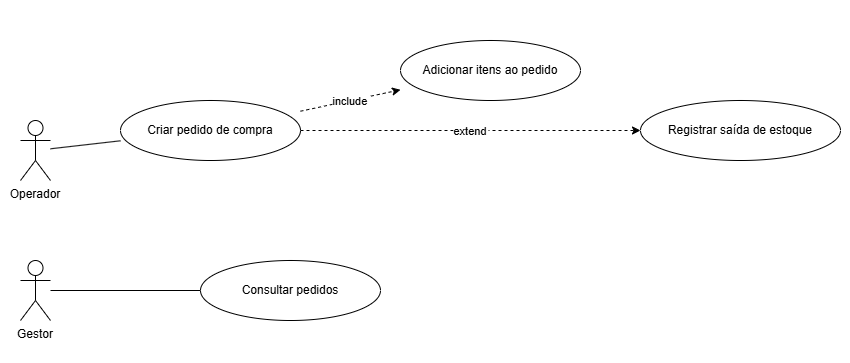 Adicionar itens ao pedido
.include
Criar pedido de compra
extend
Registrar saída de estoque
Operador
Consultar pedidos
Gestor